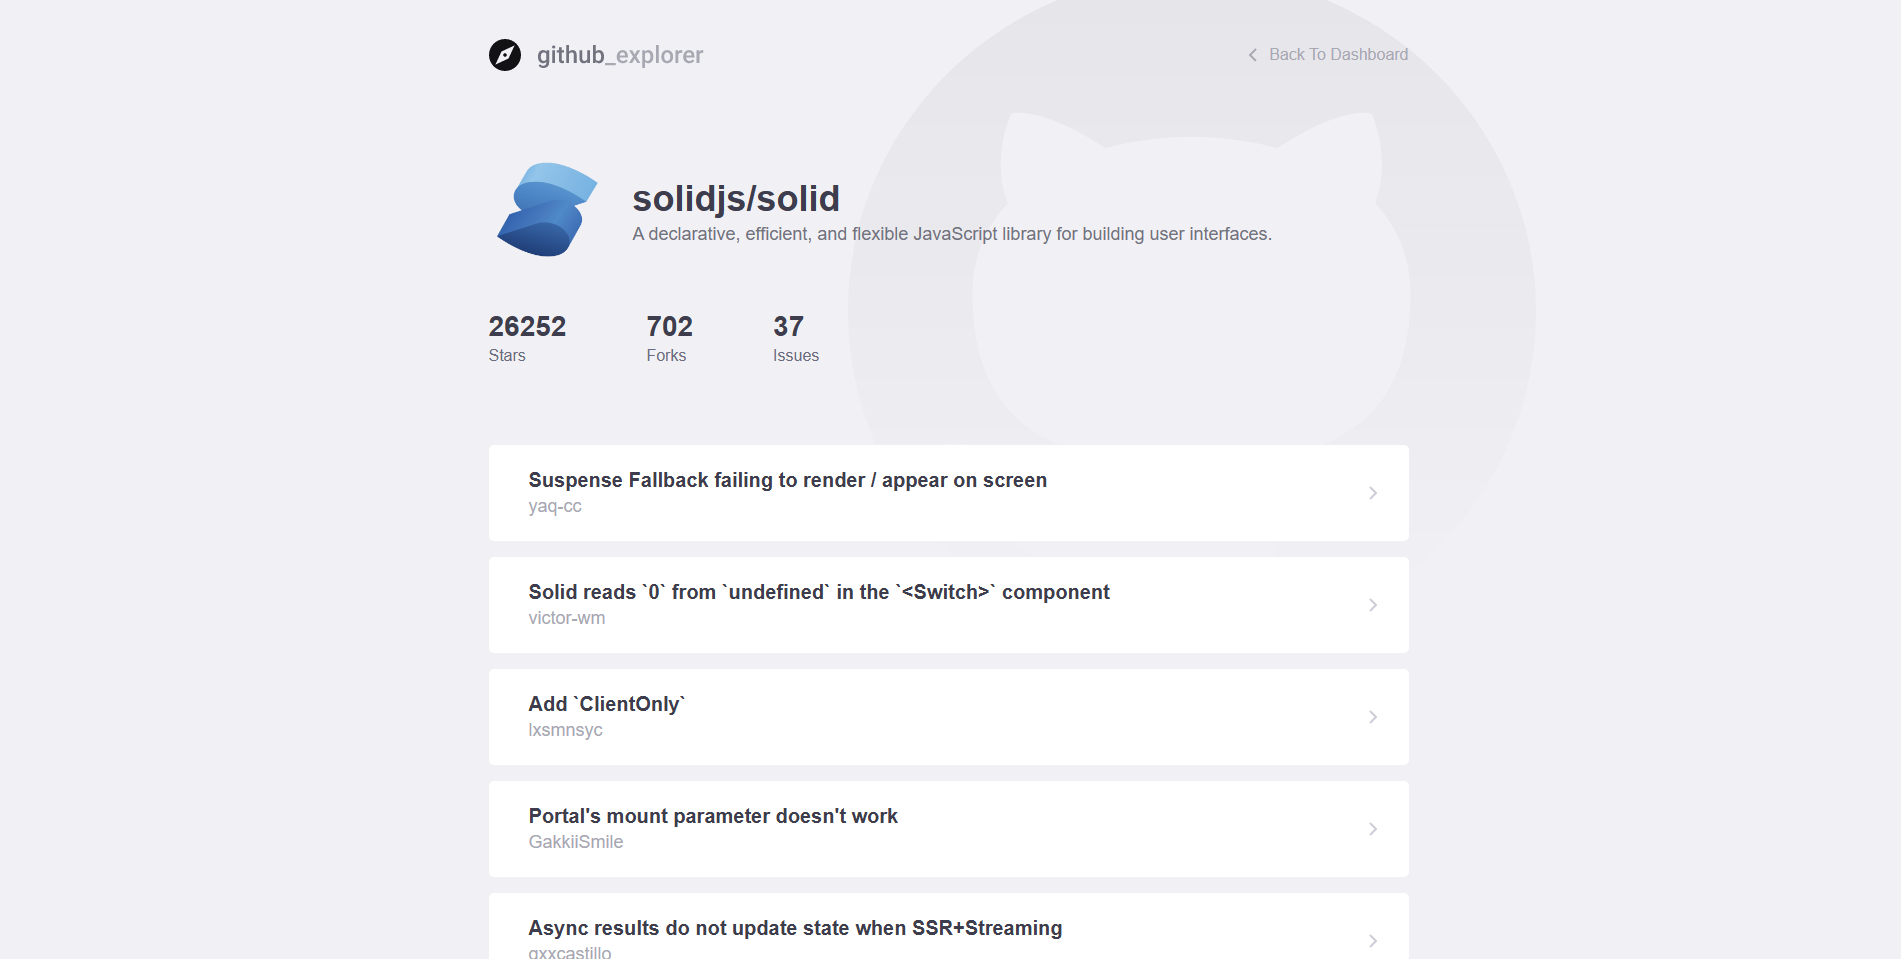 github_explorer
Back To Dashboard
solidjs/solid
A declarative, efficient, and flexible JavaScript library for building user interfaces.
26252
Stars
702
Forks
37
Issues
Suspense Fallback failing to render / appear on screen
yaq-cc
Solid reads `0` from `undefined` in the `<Switch>` component
victor-wm
Add `ClientOnly`
lxsmnsyc
Portal's mount parameter doesn't work
GakkiiSmile
Async results do not update state when SSR+Streaming